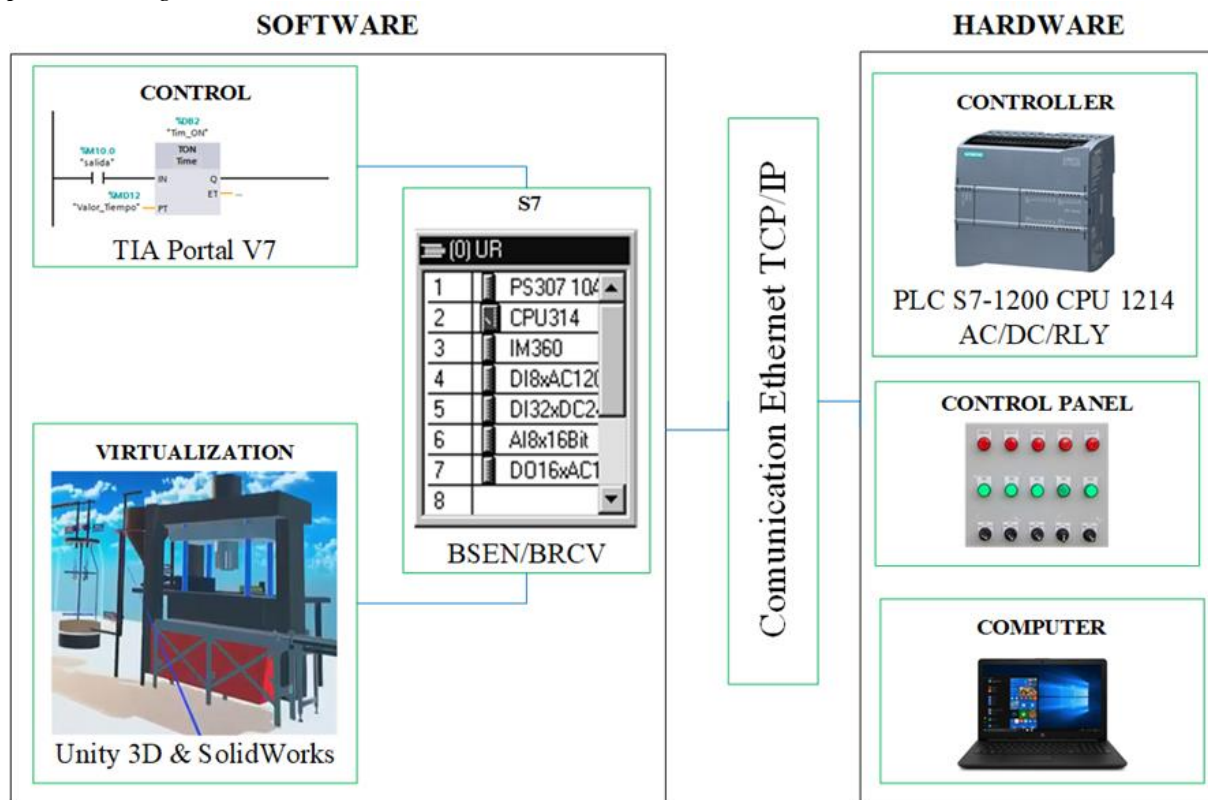 SOFTWARE
CONTROL
%DB2
"Tim_ON"
TON
Time
%M10.0
"salida"
IN
Q
ET
...
%MD12
"Valor_Tiempo"
PT
TIA Portal V7
VIRTUALIZATION
Unity 3D & SolidWorks
S7
(0) UR
1 PS307 10A
2 CPU314
3 IM360
4 DI8xAC120
5 DI32xDC24
6 AI8x16Bit
7 DO16xAC1
8
BSEN/BRCV
Comunication Ethernet TCP/IP
HARDWARE
CONTROLLER
SIEMENS
PLC S7-1200 CPU 1214
AC/DC/RLY
CONTROL PANEL
COMPUTER